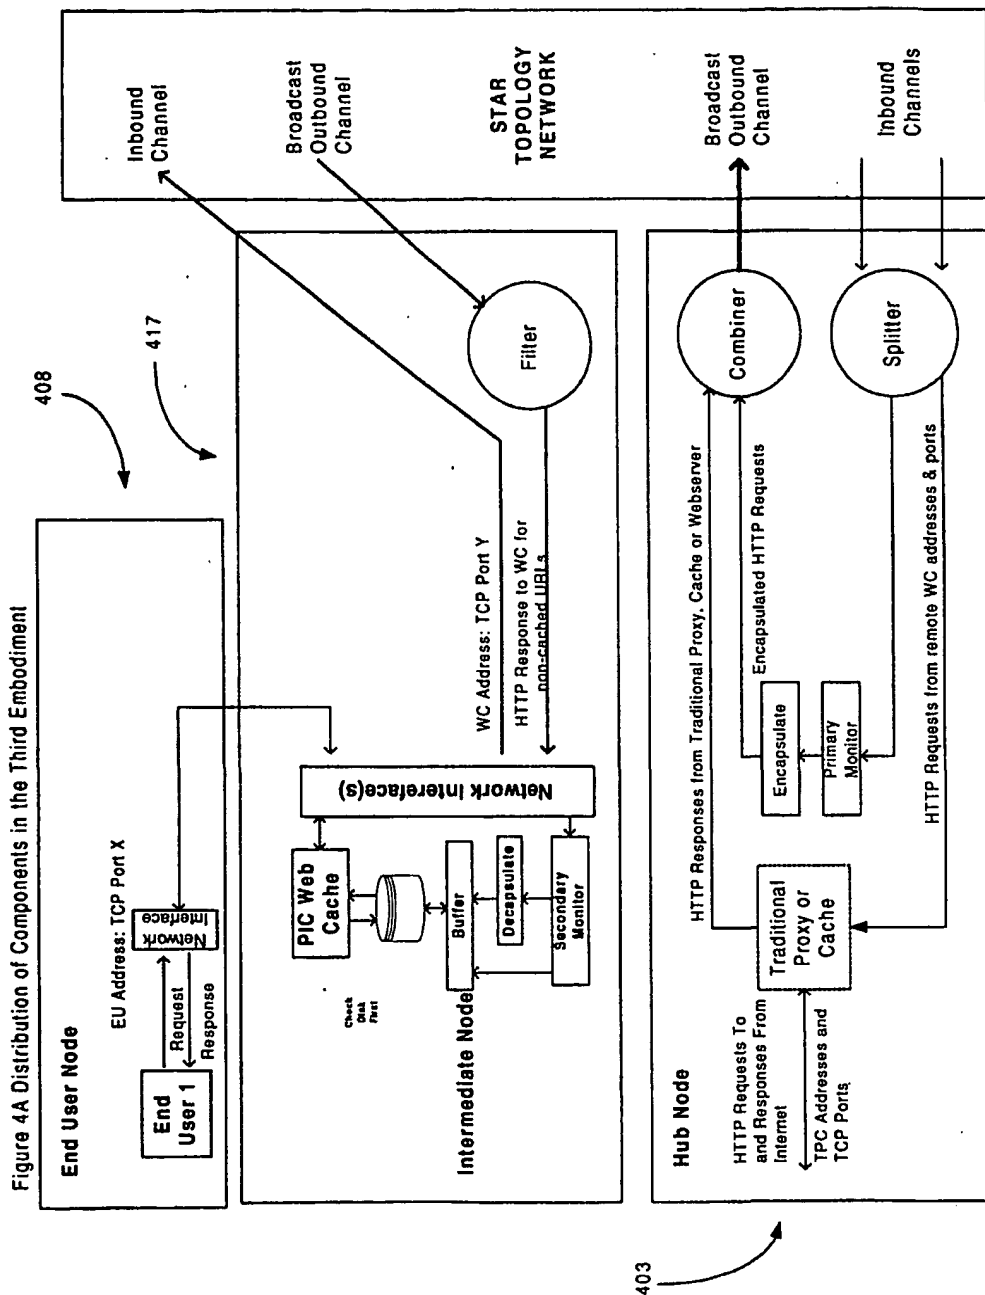 Figure 4A Distribution of Components in the Third Embodiment
408
417
403
End User Node
End
User 1
Request
Response
EU Address: TCP Port X
Network
Interface
Intermediate Node
Check
Disk
First
PIC Web
Cache
Buffer
Decapsulate
Secondary
Monitor
Network Intereface(s)
WC Address: TCP Port Y
HTTP Response to WC for
non-cached URLs
Filter
Hub Node
HTTP Requests To
and Responses From
Internet
TPC Addresses and
TCP Ports
Traditional
Proxy or
Cache
HTTP Responses from Traditional Proxy, Cache or Webserver
Encapsulate
Primary
Monitor
Encapsulated HTTP Requests
HTTP Requests from remote WC addresses & ports
Combiner
Splitter
Inbound
Channel
Broadcast
Outbound
Channel
STAR
TOPOLOGY
NETWORK
Broadcast
Outbound
Channel
Inbound
Channels